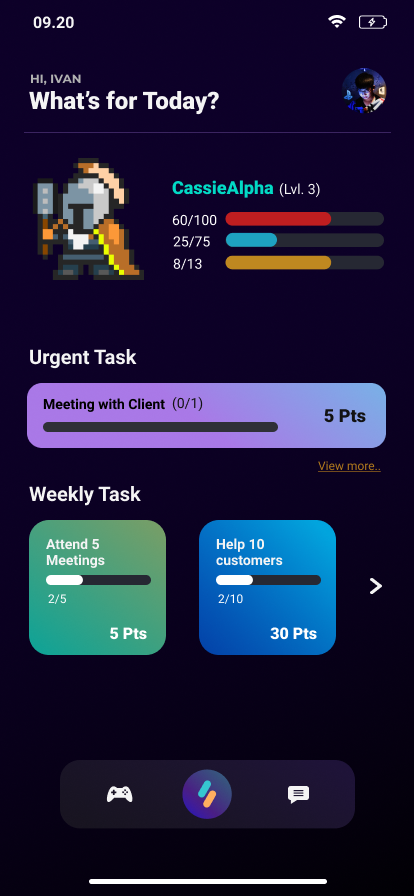 09.20
HI, IVAN
What's for Today?
CassieAlpha (Lvl. 3)
60/100
25/75
8/13
Urgent Task
Meeting with Client (0/1)
5 Pts
View more..
Weekly Task
Attend 5
Meetings
2/5
5 Pts
Help 10
customers
2/10
30 Pts